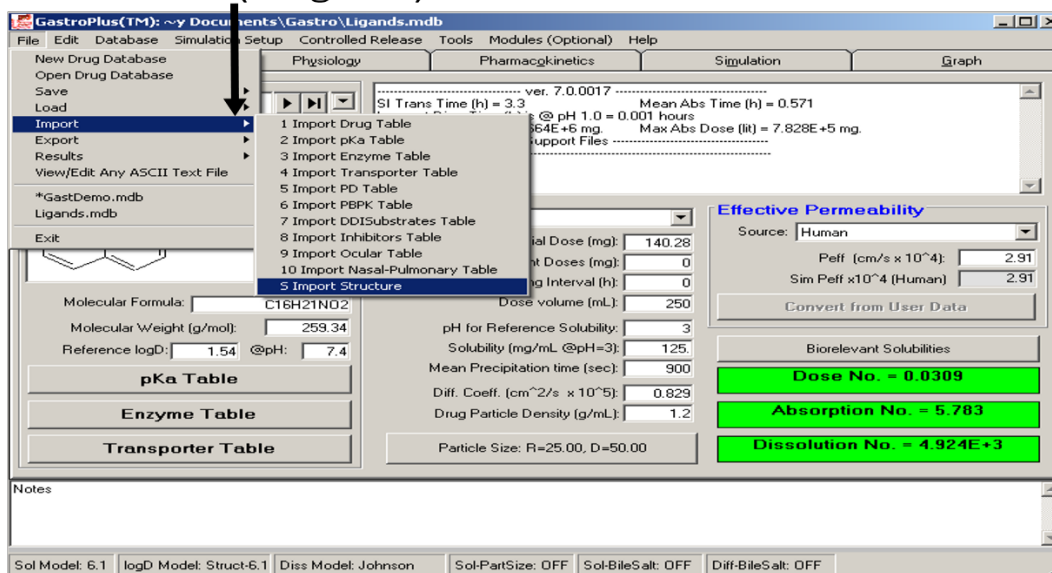 GastroPlus(TM): ~y Documents\Gastro\Ligands.mdb
File Edit Database Simulation Setup Controlled Release Tools Modules (Optional) Help
Physiology Pharmacokinetics Simulation Graph
New Drug Database
Open Drug Database
Save
Load
Import
Export
Results
View/Edit Any ASCII Text File
*GastDemo.mdb
Ligands.mdb
Exit
1 Import Drug Table
2 Import pKa Table
3 Import Enzyme Table
4 Import Transporter Table
5 Import PD Table
6 Import PBPK Table
7 Import DDISubstrates Table
8 Import Inhibitors Table
9 Import Ocular Table
10 Import Nasal-Pulmonary Table
S Import Structure
---------------------------- ver. 7.0.0017 ----------------------------
SI Trans Time (h) = 3.3 Mean Abs Time (h) = 0.571
@ pH 1.0 = 0.001 hours
64E+6 mg. Max Abs Dose (lit) = 7.828E+5 mg.
upport Files ----------------------------
Molecular Formula: C16H21NO2
Molecular Weight (g/mol): 259.34
Reference logD: 1.54 @pH: 7.4
pKa Table
Enzyme Table
Transporter Table
ial Dose (mg): 140.28
nt Doses (mg): 0
ng Interval (h): 0
Dose volume (mL): 250
pH for Reference Solubility: 3
Solubility (mg/mL @pH=3): 125.
Mean Precipitation time (sec): 900
Diff. Coeff. (cm^2/s x 10^5): 0.829
Drug Particle Density (g/mL): 1.2
Particle Size: R=25.00, D=50.00
Effective Permeability
Source: Human
Peff (cm/s x 10^4): 2.91
Sim Peff x10^4 (Human) 2.91
Convert from User Data
Biorelevant Solubilities
Dose No. = 0.0309
Absorption No. = 5.783
Dissolution No. = 4.924E+3
Notes
Sol Model: 6.1 logD Model: Struct-6.1 Diss Model: Johnson Sol-PartSize: OFF Sol-BileSalt: OFF Diff-BileSalt: OFF